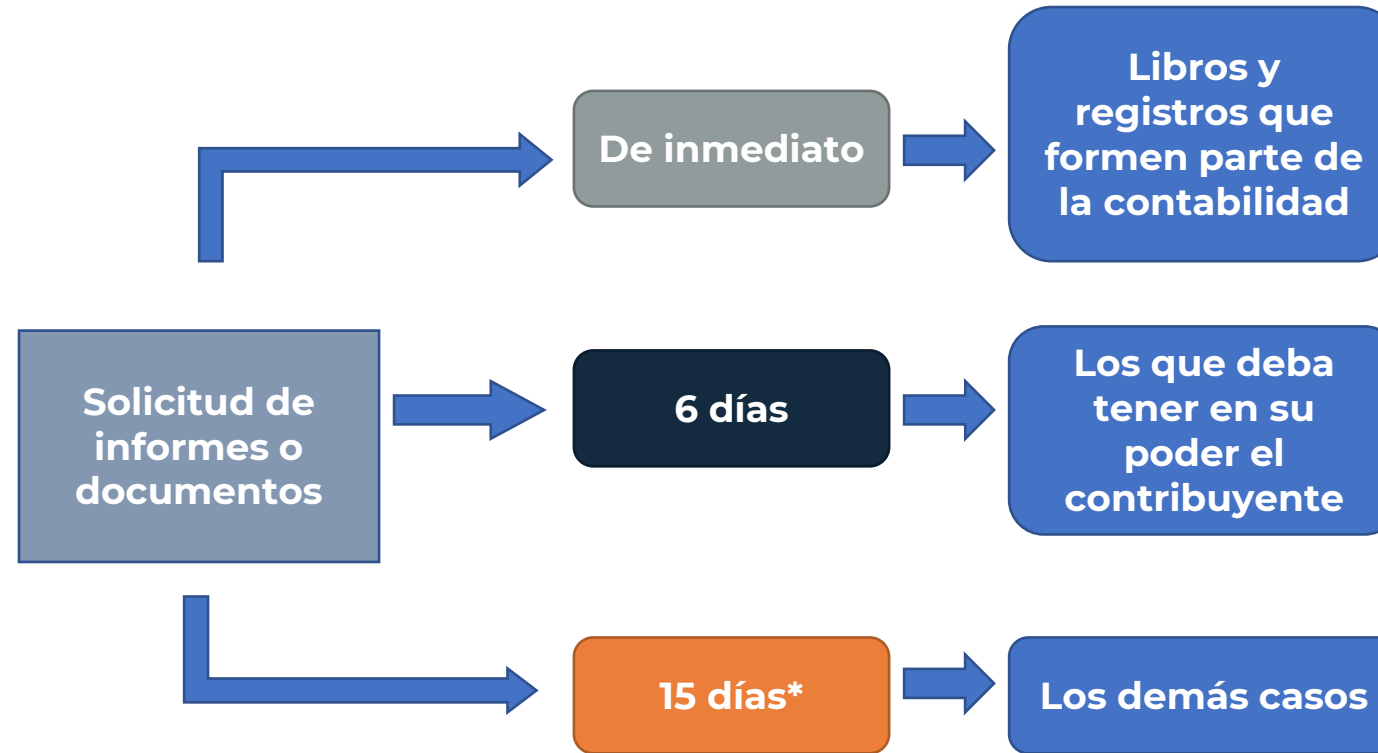 De inmediato
Libros y
registros que
formen parte de
la contabilidad
Solicitud de
informes o
documentos
6 días
Los que deba
tener en su
poder el
contribuyente
15 días*
Los demás casos